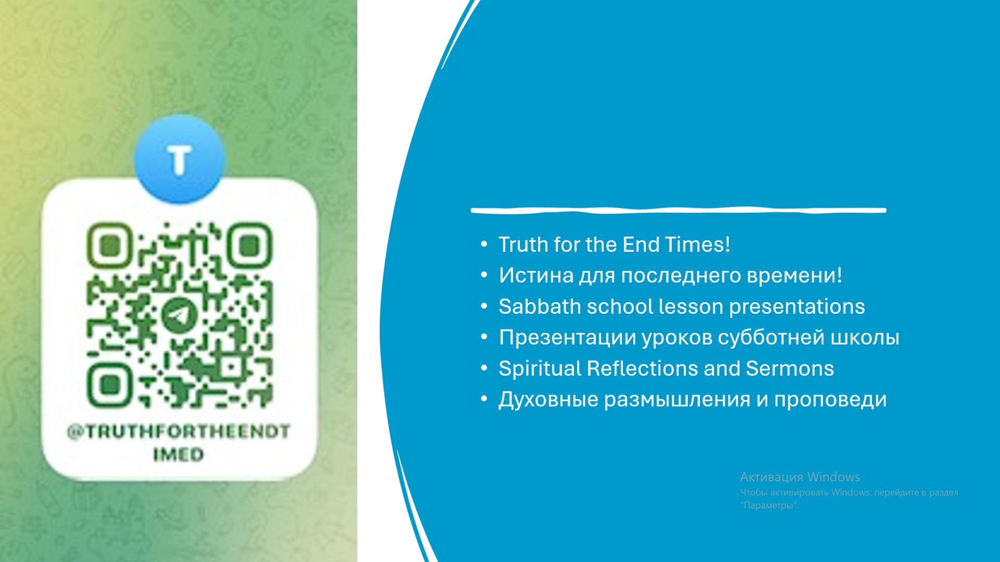 T
@TRUTHFORTHEENDT
IMED
• Truth for the End Times!
• Истина для последнего времени!
• Sabbath school lesson presentations
• Презентации уроков субботней школы
• Spiritual Reflections and Sermons
• Духовные размышления и проповеди
Активация Windows
Чтобы активировать Windows, перейдите в раздел
"Параметры".